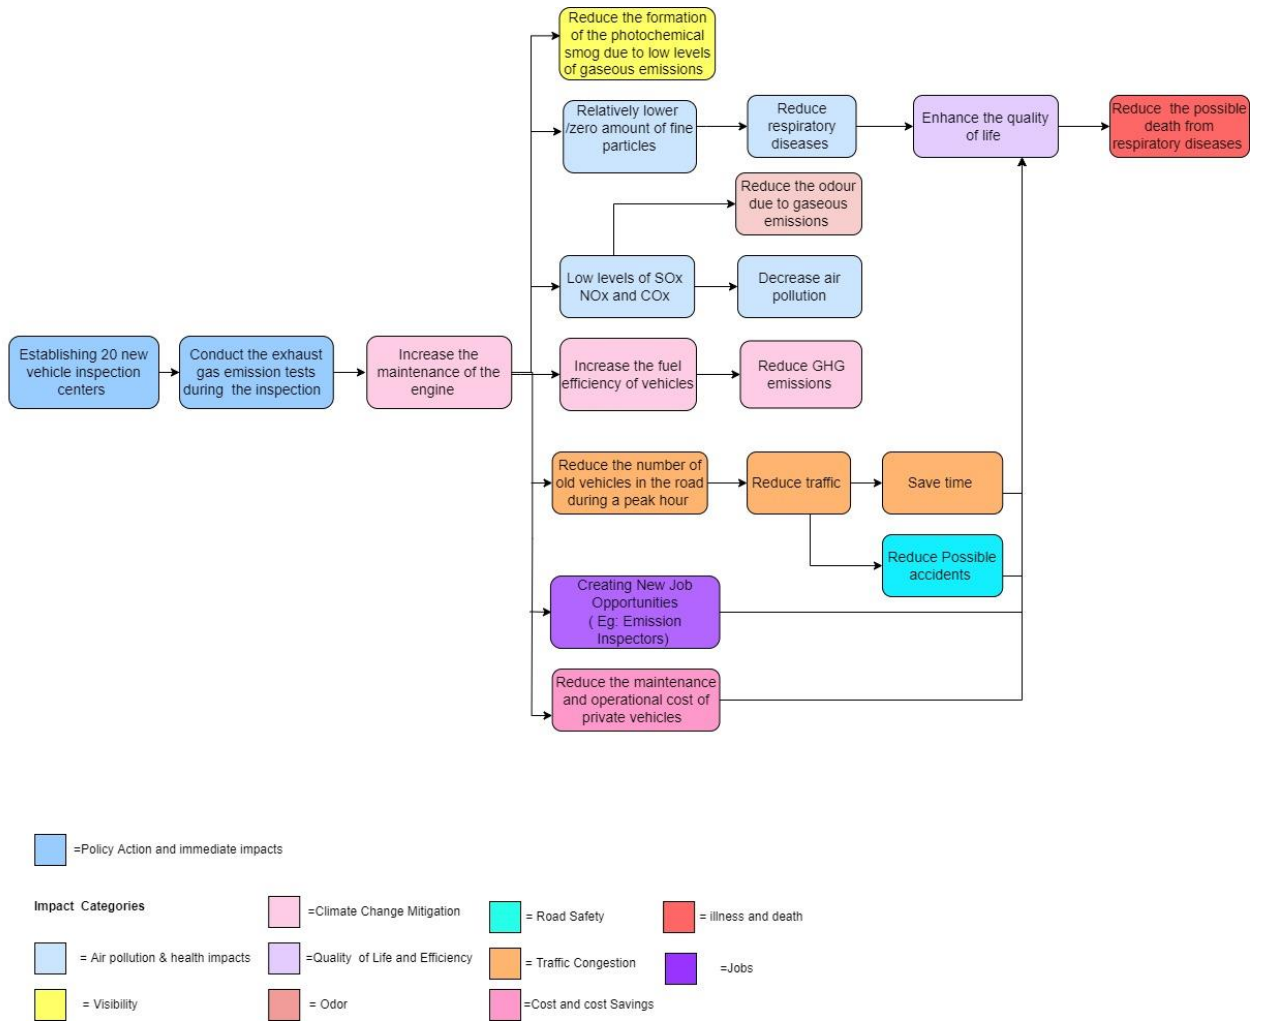 Reduce the formation
of the photochemical
smog due to low levels
of gaseous emissions
Relatively lower
/zero amount of fine
particles
Reduce
respiratory
diseases
Enhance the quality
of life
Reduce the possible
death from
respiratory diseases
Reduce the odour
due to gaseous
emissions
Low levels of SOx
NOx and COx
Decrease air
pollution
Establishing 20 new
vehicle inspection
centers
Conduct the exhaust
gas emission tests
during the inspection
Increase the
maintenance of the
engine
Increase the fuel
efficiency of vehicles
Reduce GHG
emissions
Reduce the number of
old vehicles in the road
during a peak hour
Reduce traffic
Save time
Reduce Possible
accidents
Creating New Job
Opportunities
( Eg: Emission
Inspectors)
Reduce the maintenance
and operational cost of
private vehicles
=Policy Action and immediate impacts
Impact Categories
=Climate Change Mitigation
= Road Safety
= illness and death
= Air pollution & health impacts
=Quality of Life and Efficiency
= Traffic Congestion
=Jobs
= Visibility
= Odor
=Cost and cost Savings